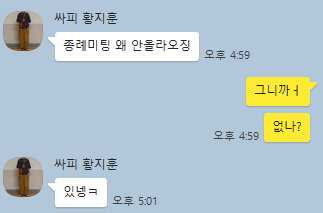 싸피 황지훈
종례미팅 왜 안올라오징
오후 4:59
그니까ㅕ
없나?
오후 4:59
싸피 황지훈
있넹ㅋ
오후 5:01